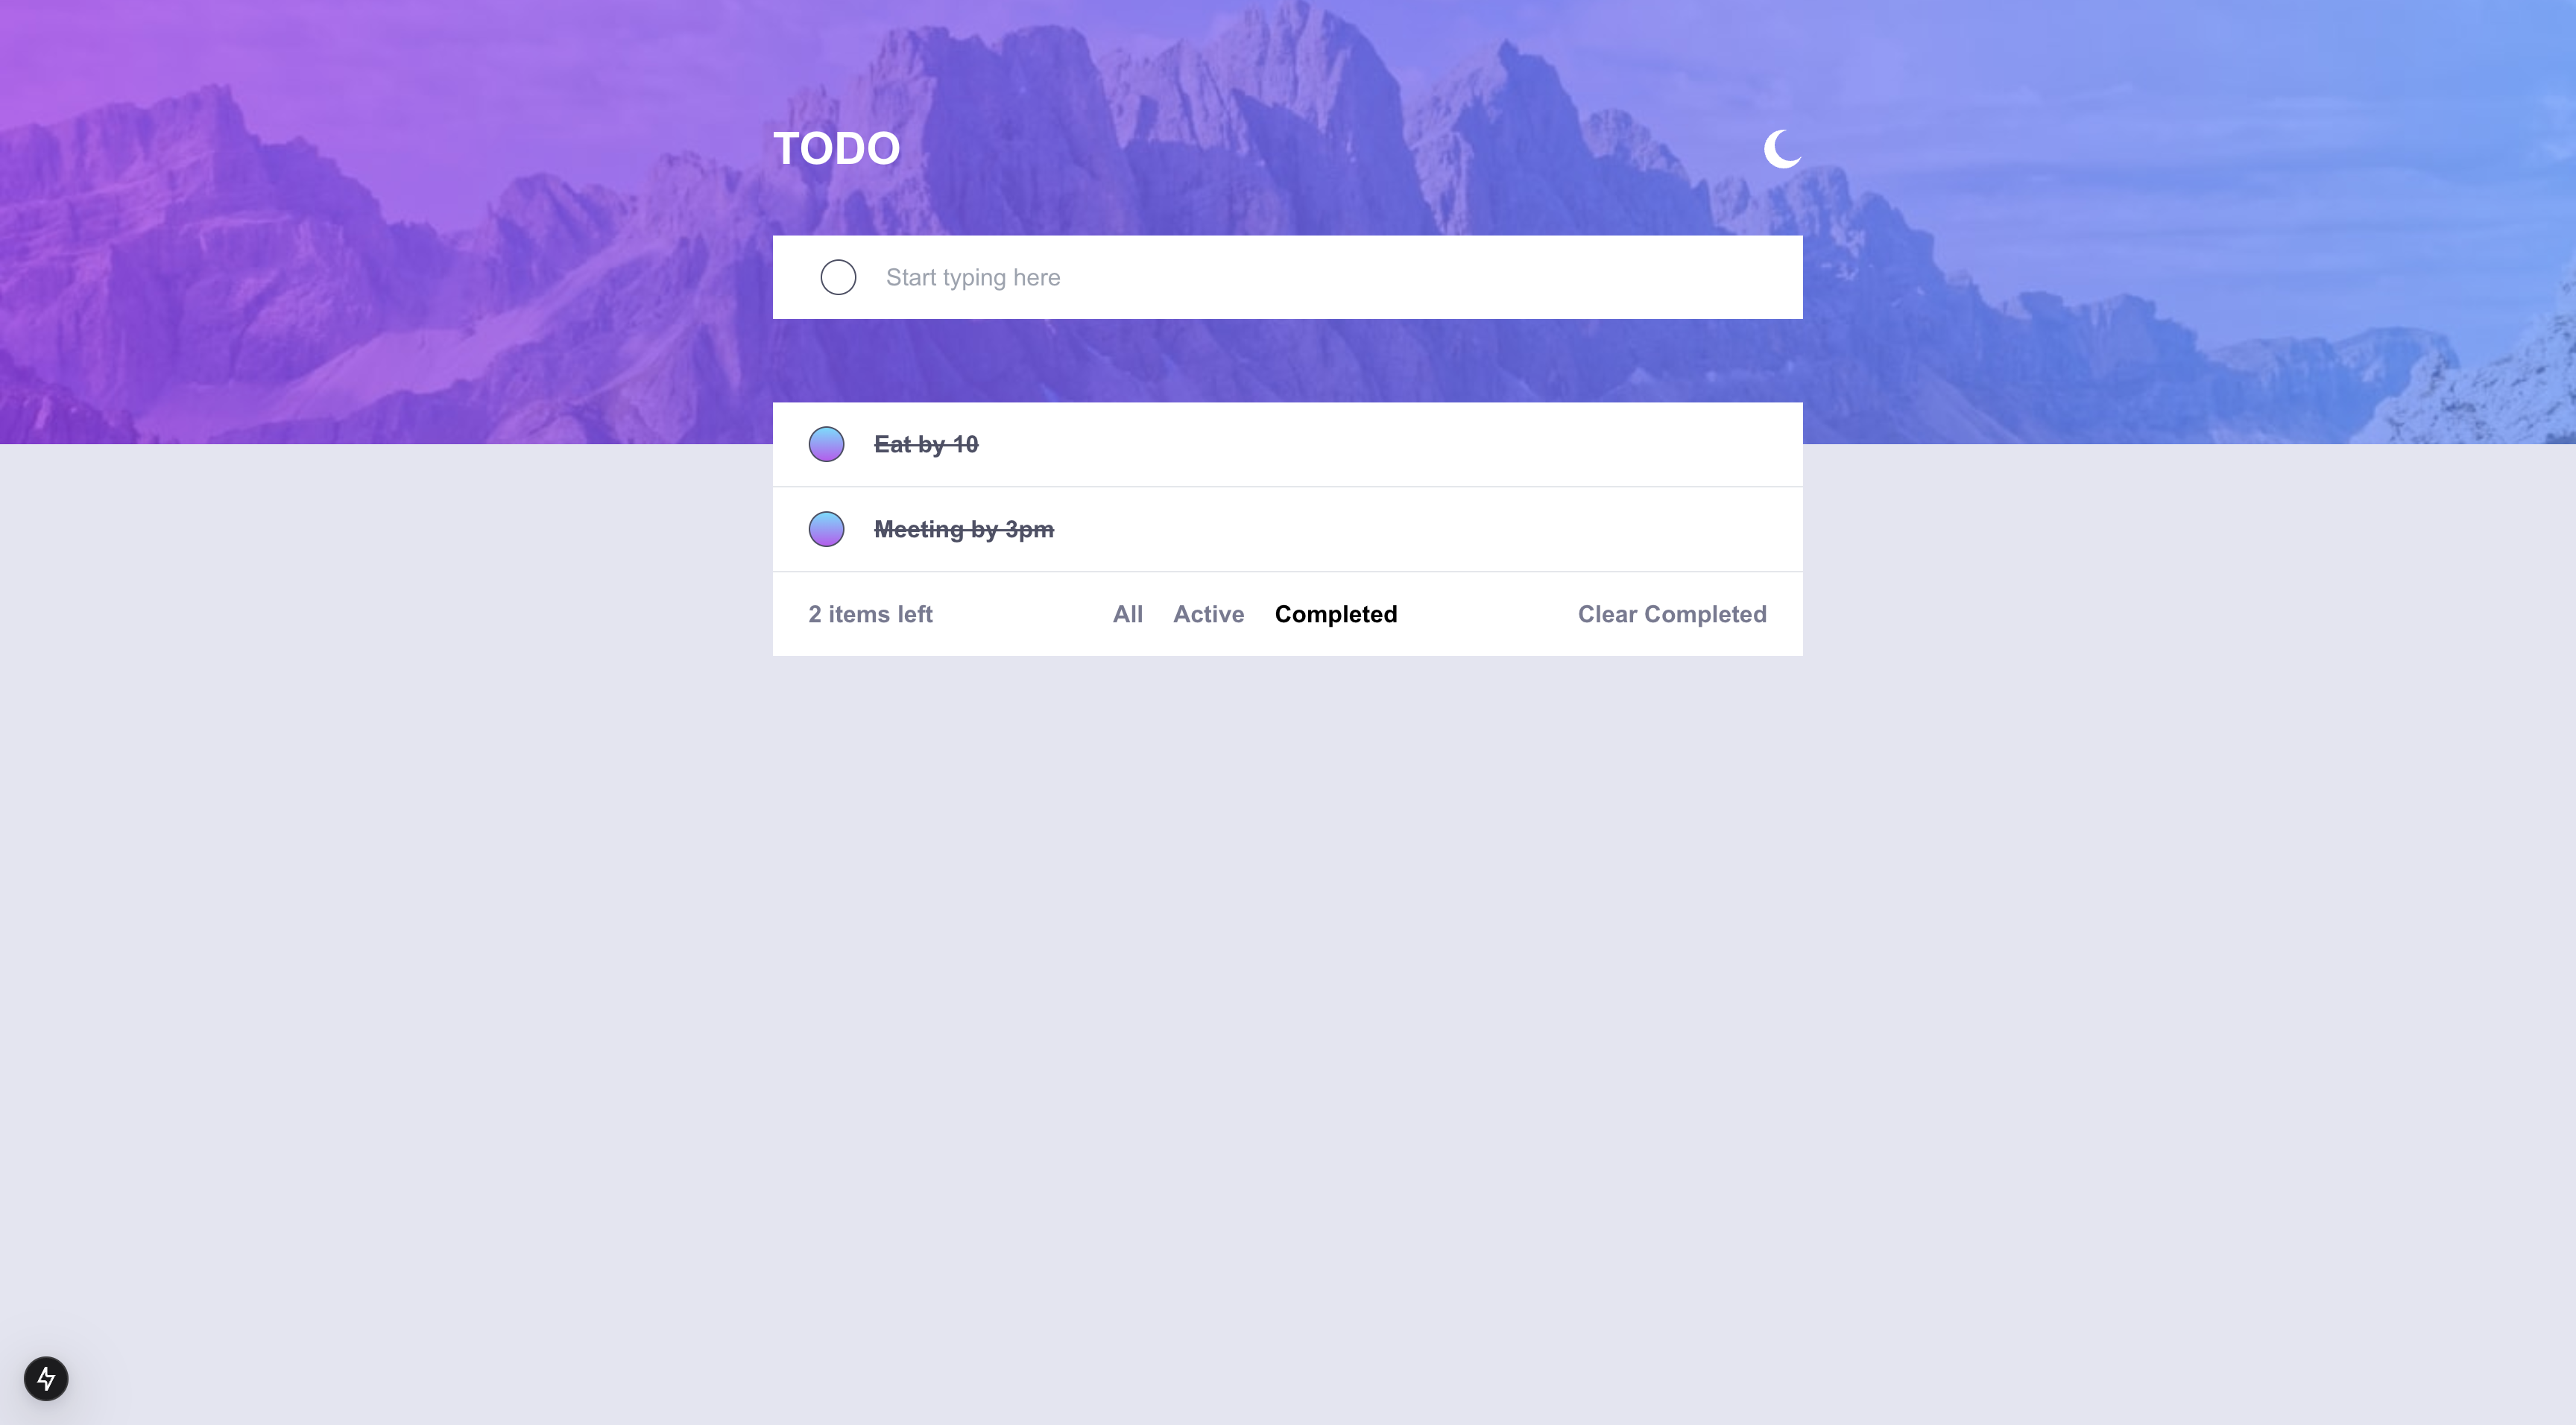 TODO
Start typing here
Eat by 10
Meeting by 3pm
2 items left All Active Completed Clear Completed